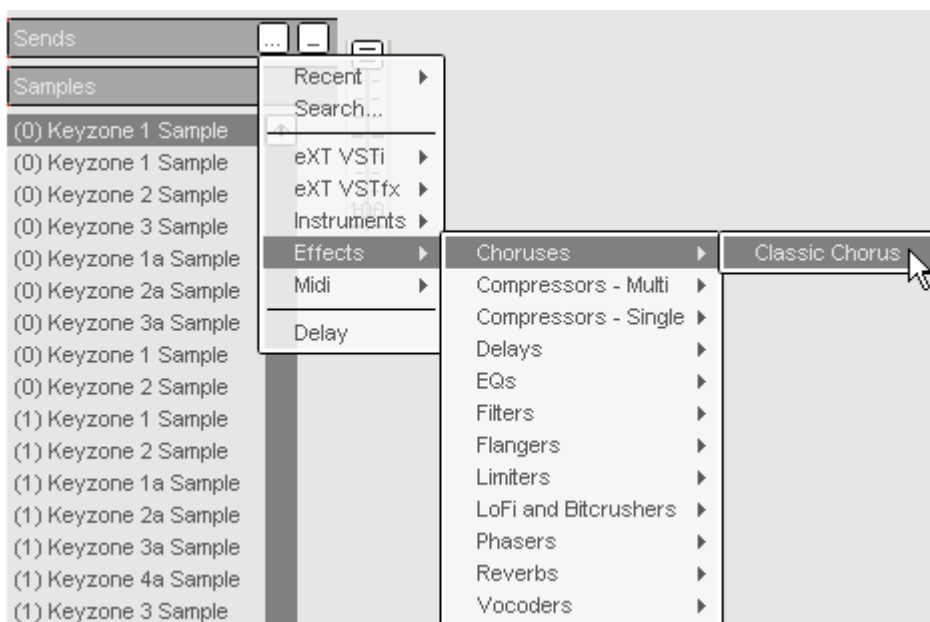 Sends
...
Samples
(0) Keyzone 1 Sample
(0) Keyzone 1 Sample
(0) Keyzone 2 Sample
(0) Keyzone 3 Sample
(0) Keyzone 1a Sample
(0) Keyzone 2a Sample
(0) Keyzone 3a Sample
(0) Keyzone 1 Sample
(0) Keyzone 2 Sample
(1) Keyzone 1 Sample
(1) Keyzone 2 Sample
(1) Keyzone 1a Sample
(1) Keyzone 2a Sample
(1) Keyzone 3a Sample
(1) Keyzone 4a Sample
(1) Keyzone 3 Sample
Recent
Search...
eXT VSTi
eXT VSTfx
100
Instruments
Effects
Midi
Delay
Choruses
Compressors - Multi
Compressors - Single
Delays
EQs
Filters
Flangers
Limiters
LoFi and Bitcrushers
Phasers
Reverbs
Vocoders
Classic Chorus